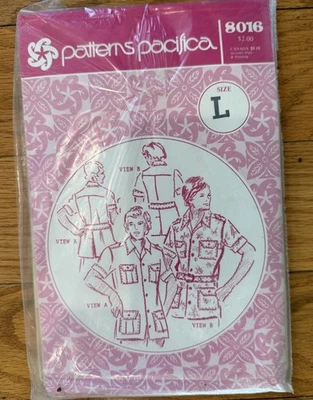 patterns pacifica
8016
$2.00
SIZE
L
VIEW B
VIEW A
VIEW A
VIEW B